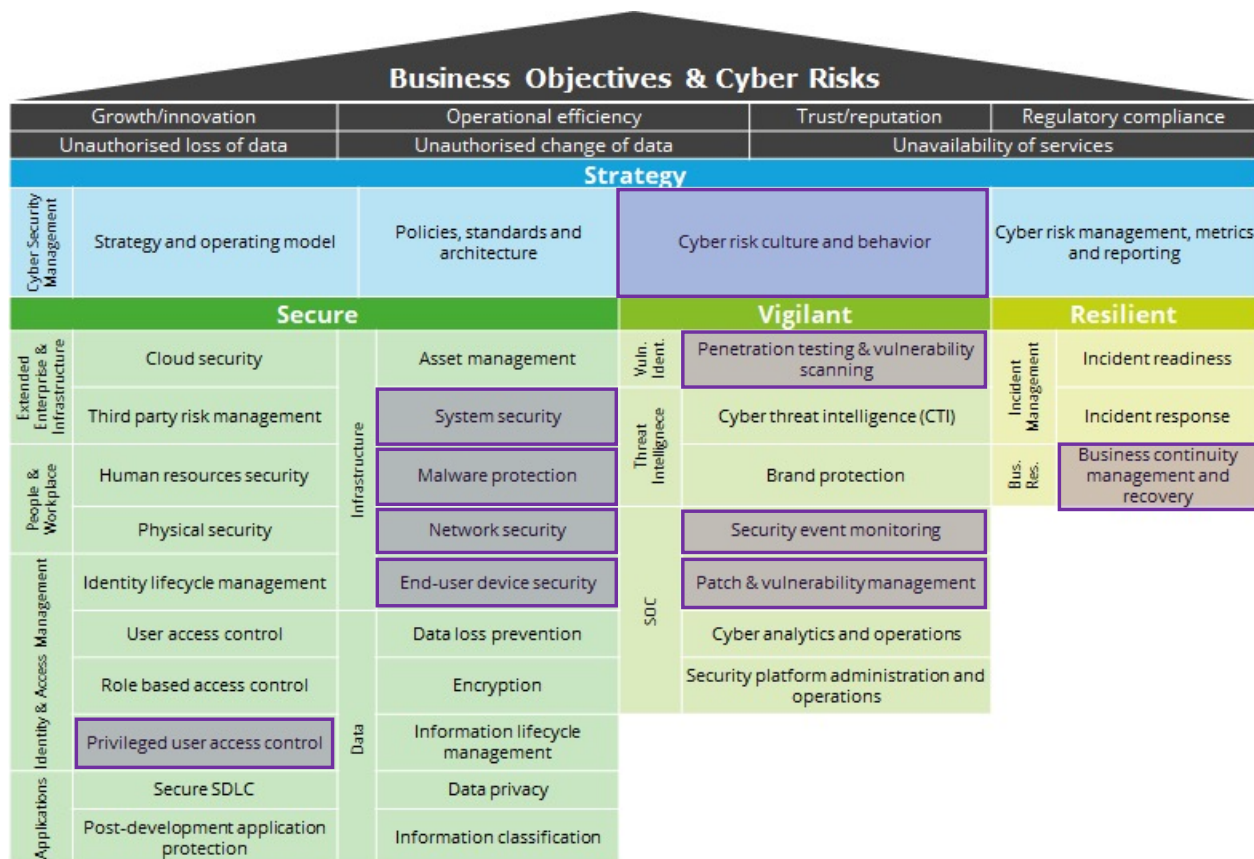 Business Objectives & Cyber Risks
Growth/innovation
Operational efficiency
Trust/reputation
Regulatory compliance
Unauthorised loss of data
Unauthorised change of data
Unavailability of services
Strategy
Cyber Security
Management
Strategy and operating model
Policies, standards and
architecture
Cyber risk culture and behavior
Cyber risk management, metrics
and reporting
Secure
Vigilant
Resilient
Extended
Enterprise &
Infrastructure
Cloud security
Third party risk management
People &
Workplace
Human resources security
Physical security
Identity & Access Management
Identity lifecycle management
User access control
Role based access control
Privileged user access control
Applications
Secure SDLC
Post-development application
protection
Infrastructure
Asset management
System security
Malware protection
Network security
End-user device security
Data
Data loss prevention
Encryption
Information lifecycle
management
Data privacy
Information classification
Vuln.
Ident.
Penetration testing & vulnerability
scanning
Threat
Intellignece
Cyber threat intelligence (CTI)
Brand protection
SOC
Security event monitoring
Patch & vulnerability management
Cyber analytics and operations
Security platform administration and
operations
Incident
Management
Incident readiness
Incident response
Bus.
Res.
Business continuity
management and
recovery